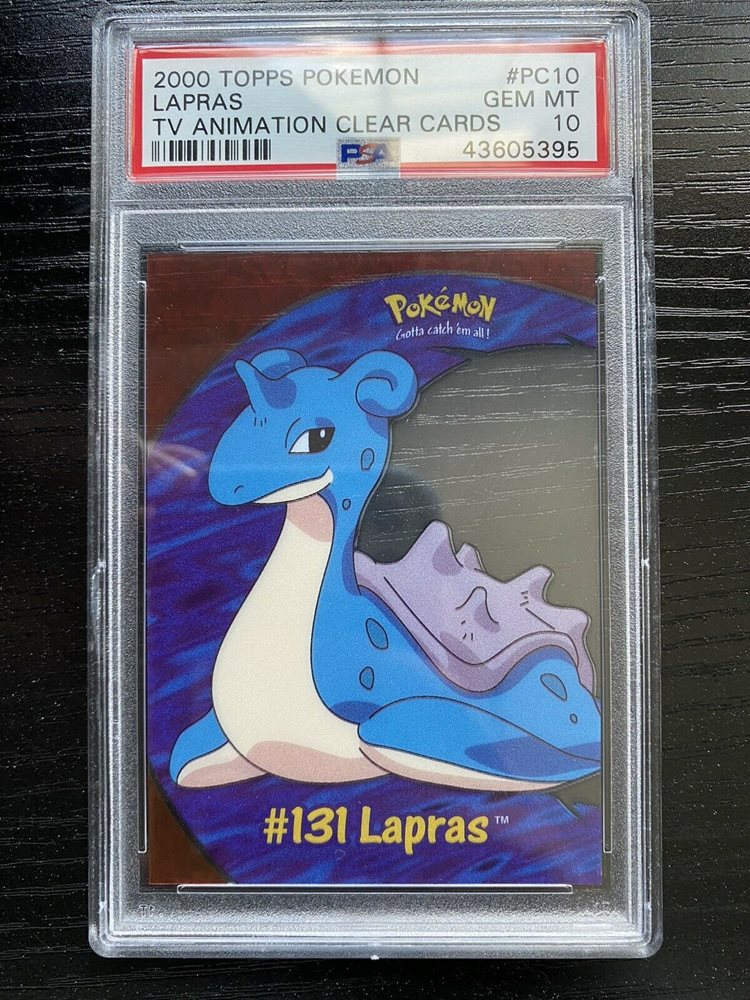 2000 TOPPS POKEMON #PC10
LAPRAS GEM MT
TV ANIMATION CLEAR CARDS 10
PSA 43605395
POKéMON
Gotta catch 'em all!
#131 Lapras™